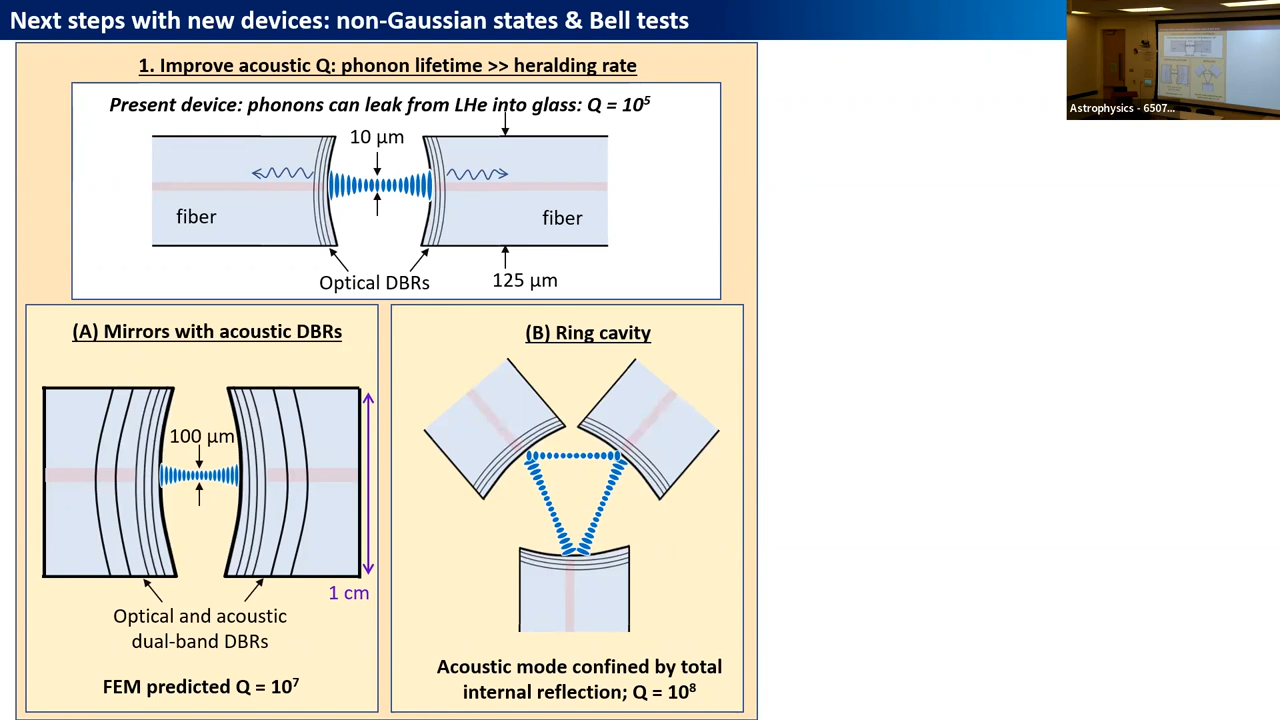 Next steps with new devices: non-Gaussian states & Bell tests
Astrophysics - 6507...
1. Improve acoustic Q: phonon lifetime >> heralding rate
Present device: phonons can leak from LHe into glass: Q = 10⁵
10 μm
fiber
fiber
Optical DBRs
125 μm
(A) Mirrors with acoustic DBRs
100 μm
1 cm
Optical and acoustic
dual-band DBRs
FEM predicted Q = 10⁷
(B) Ring cavity
Acoustic mode confined by total
internal reflection; Q = 10⁸